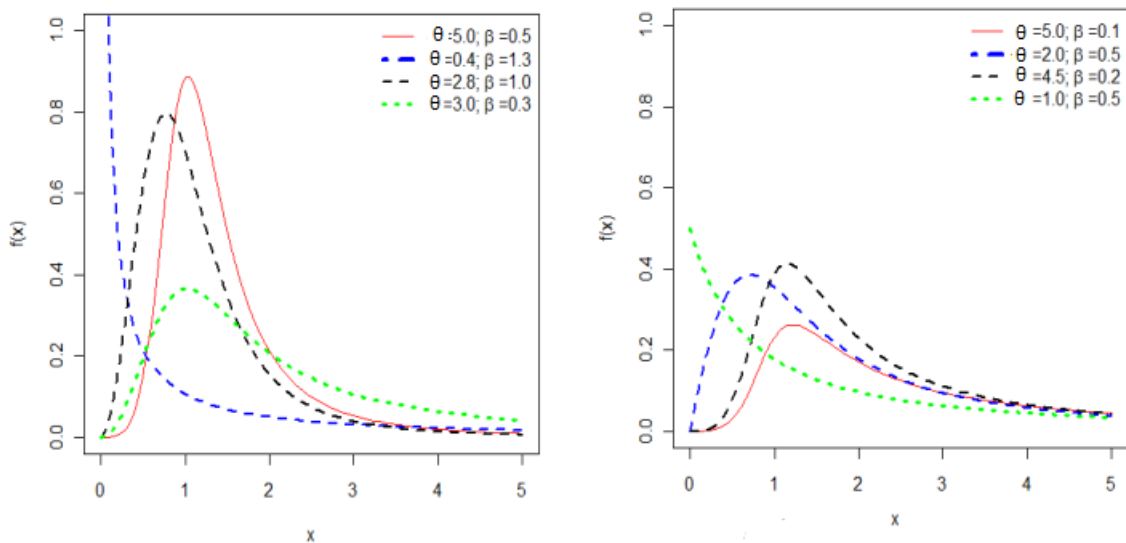 θ =5.0; β =0.5
θ =0.4; β =1.3
θ =2.8; β =1.0
θ =3.0; β =0.3
1.0
0.8
0.6
0.4
0.2
0.0
f(x)
0 1 2 3 4 5
x
θ =5.0; β =0.1
θ =2.0; β =0.5
θ =4.5; β =0.2
θ =1.0; β =0.5
1.0
0.8
0.6
0.4
0.2
0.0
f(x)
0 1 2 3 4 5
x